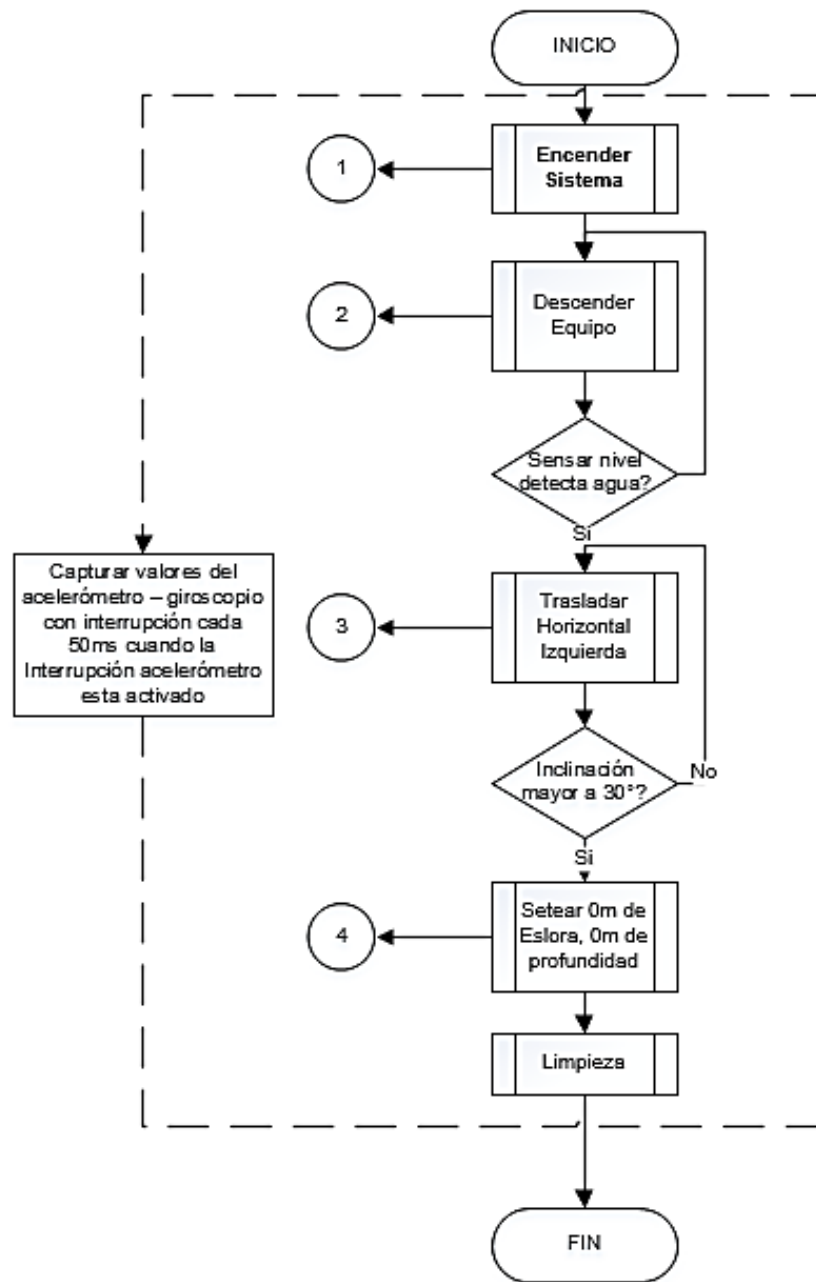 INICIO
Encender
Sistema
1
Descender
Equipo
2
Sensar nivel
detecta agua?
Si
Capturar valores del
acelerómetro – giroscopio
con interrupción cada
50ms cuando la
Interrupción acelerómetro
esta activado
Trasladar
Horizontal
Izquierda
3
Inclinación
mayor a 30°?
No
Si
Setear 0m de
Eslora, 0m de
profundidad
4
Limpieza
FIN